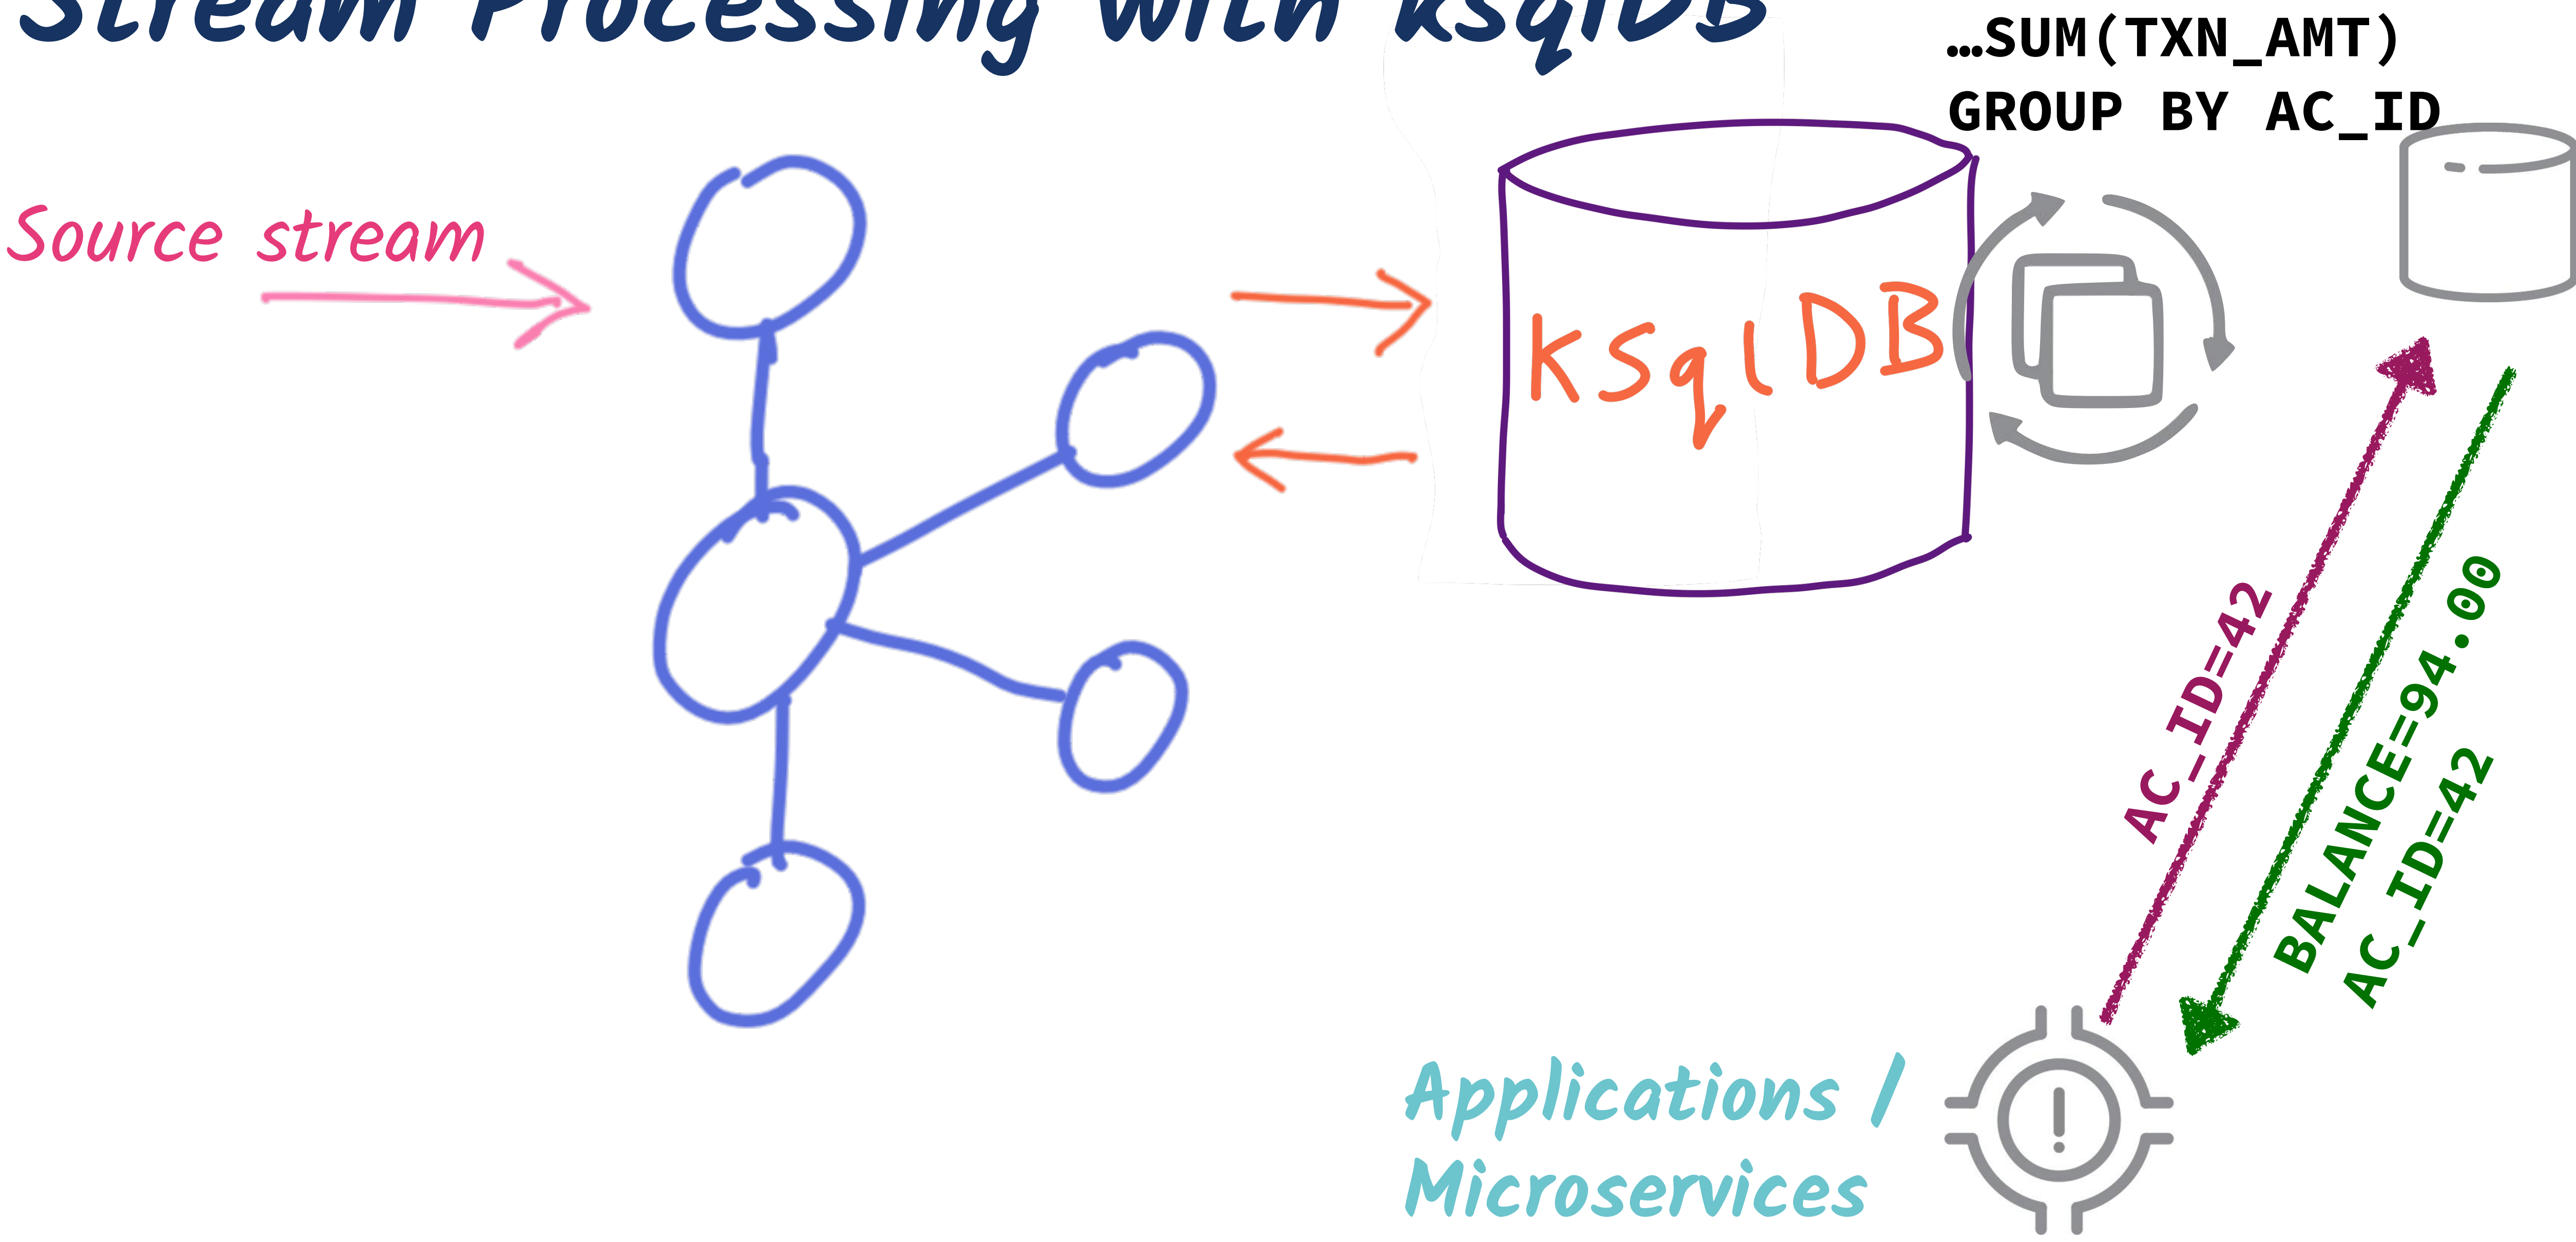 Stream Processing with ksqlDB
…SUM(TXN_AMT)
GROUP BY AC_ID
Source stream
KSqlDB
AC_ID=42
BALANCE=94.00
AC_ID=42
Applications /
Microservices